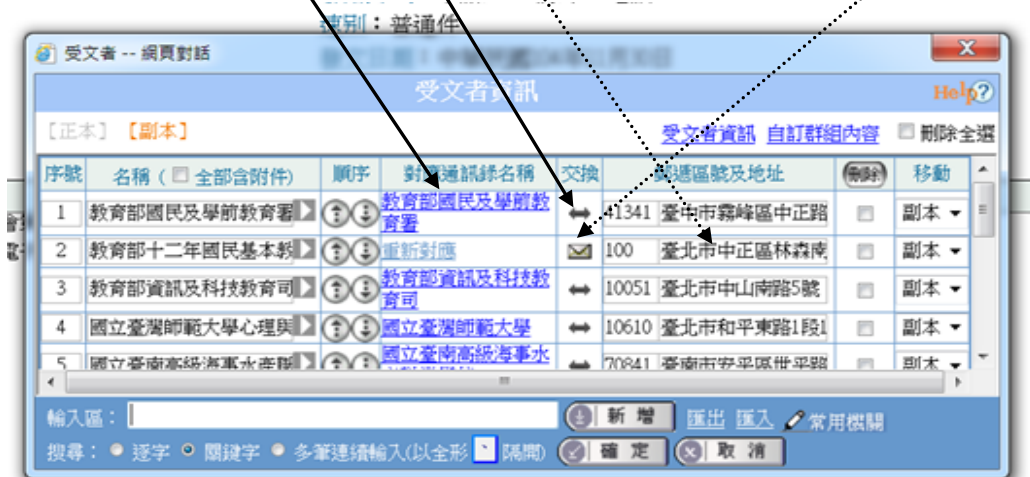 速別：普通件
受文者 -- 網頁對話
受文者資訊
Help?
[正本] 【副本】 受文者資訊 自訂群組內容 刪除全選
序號 名稱（ 全部含附件） 順序 對應通訊錄名稱 交換 郵遞區號及地址 刪除 移動
1 教育部國民及學前教育署 教育部國民及學前教育署 41341 臺中市霧峰區中正路 副本
2 教育部十二年國民基本教 重新對應 100 臺北市中正區林森南 副本
3 教育部資訊及科技教育司 教育部資訊及科技教育司 10051 臺北市中山南路5號 副本
4 國立臺灣師範大學心理與 國立臺灣師範大學 10610 臺北市和平東路1段1 副本
5 國立臺南高級海事水產職 國立臺南高級海事水 70841 臺南市安平區世平路 副本
輸入區： 新增 匯出 匯入 常用機關
搜尋： 逐字 關鍵字 多筆連續輸入(以全形 、 隔開) 確定 取消